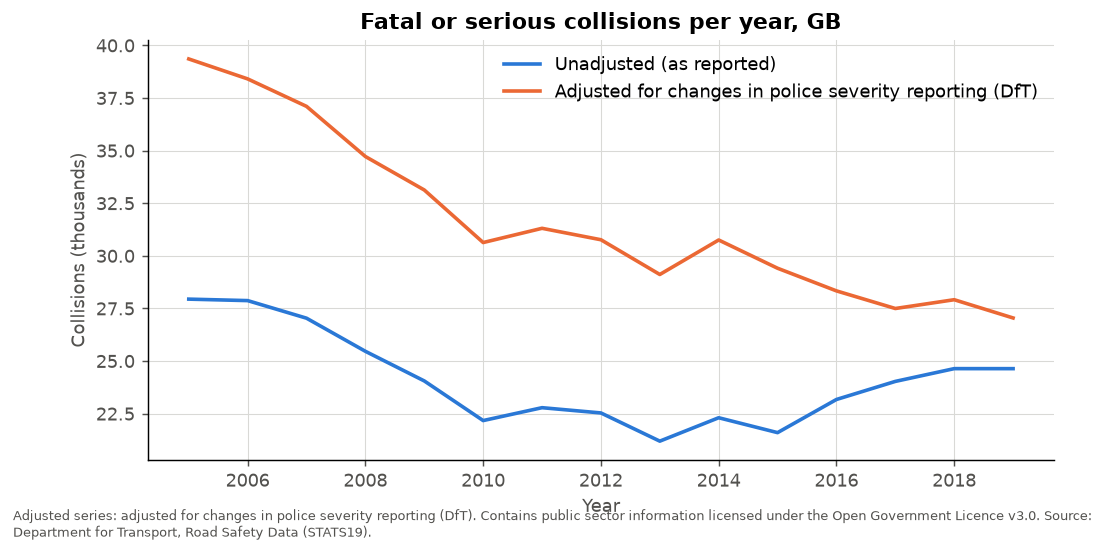 Fatal or serious collisions per year, GB
Unadjusted (as reported)
Adjusted for changes in police severity reporting (DfT)
Collisions (thousands)
40.0
37.5
35.0
32.5
30.0
27.5
25.0
22.5
2006 2008 2010 2012 2014 2016 2018
Year
Adjusted series: adjusted for changes in police severity reporting (DfT). Contains public sector information licensed under the Open Government Licence v3.0. Source:
Department for Transport, Road Safety Data (STATS19).